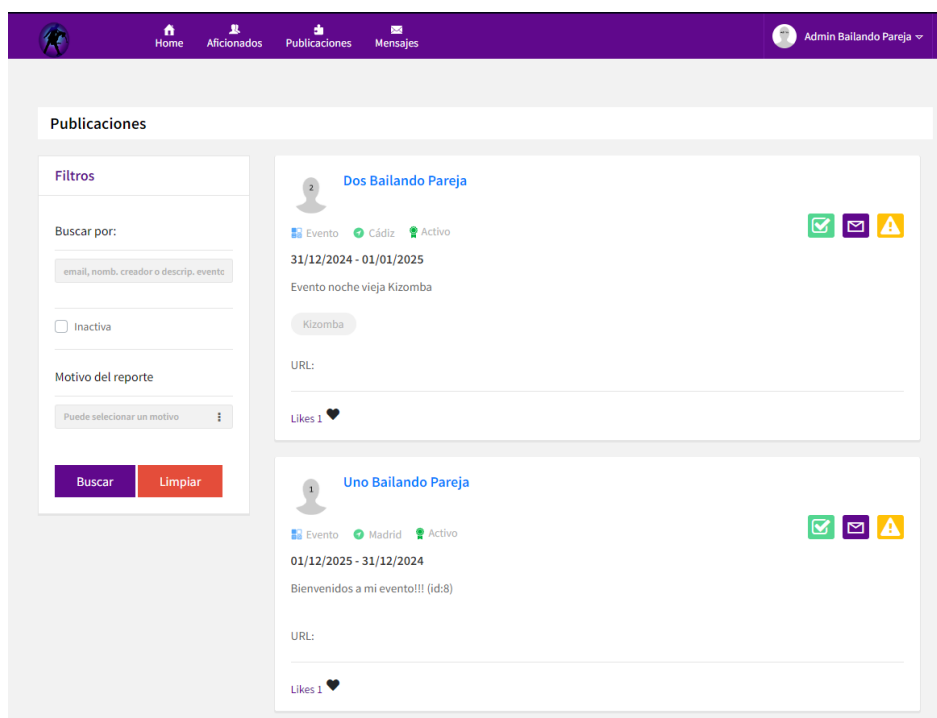 Home Aficionados Publicaciones Mensajes Admin Bailando Pareja
Publicaciones
Filtros
Buscar por:
email, nomb. creador o descrip. evento
Inactiva
Motivo del reporte
Puede selecionar un motivo
Buscar Limpiar
2
Dos Bailando Pareja
Evento Cádiz Activo
31/12/2024 - 01/01/2025
Evento noche vieja Kizomba
Kizomba
URL:
Likes 1
1
Uno Bailando Pareja
Evento Madrid Activo
01/12/2025 - 31/12/2024
Bienvenidos a mi evento!!! (id:8)
URL:
Likes 1